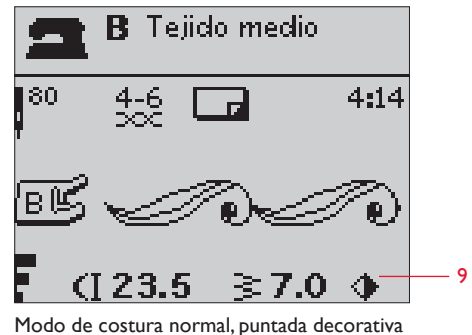 B Tejido medio
80 4-6 4:14
B
23.5 7.0
9
Modo de costura normal, puntada decorativa